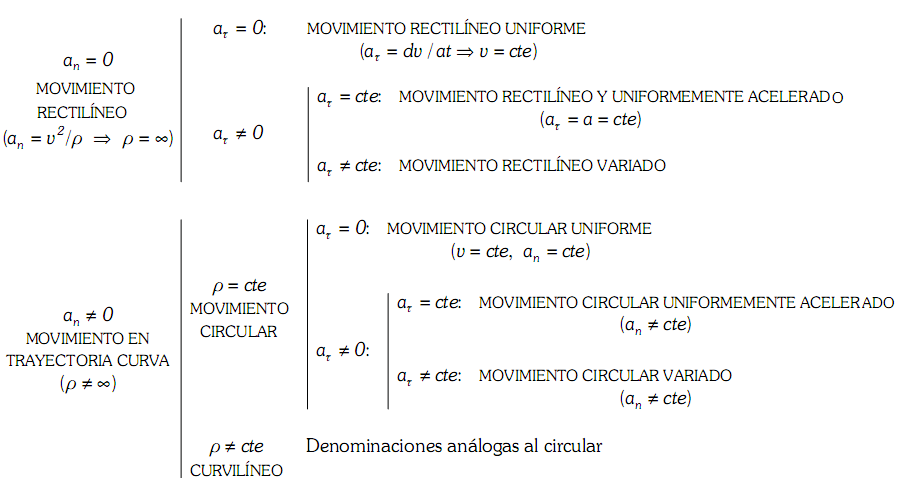 aₙ = 0
MOVIMIENTO
RECTILÍNEO
(aₙ = v²/ρ ⇒ ρ = ∞)
a_τ = 0: MOVIMIENTO RECTILÍNEO UNIFORME
(a_τ = dv / at ⇒ v = cte)
a_τ ≠ 0
a_τ = cte: MOVIMIENTO RECTILÍNEO Y UNIFORMEMENTE ACELERADO
(a_τ = a = cte)
a_τ ≠ cte: MOVIMIENTO RECTILÍNEO VARIADO
aₙ ≠ 0
MOVIMIENTO EN
TRAYECTORIA CURVA
(ρ ≠ ∞)
ρ = cte
MOVIMIENTO
CIRCULAR
a_τ = 0: MOVIMIENTO CIRCULAR UNIFORME
(v = cte, aₙ = cte)
a_τ ≠ 0:
a_τ = cte: MOVIMIENTO CIRCULAR UNIFORMEMENTE ACELERADO
(aₙ ≠ cte)
a_τ ≠ cte: MOVIMIENTO CIRCULAR VARIADO
(aₙ ≠ cte)
ρ ≠ cte
CURVILÍNEO
Denominaciones análogas al circular